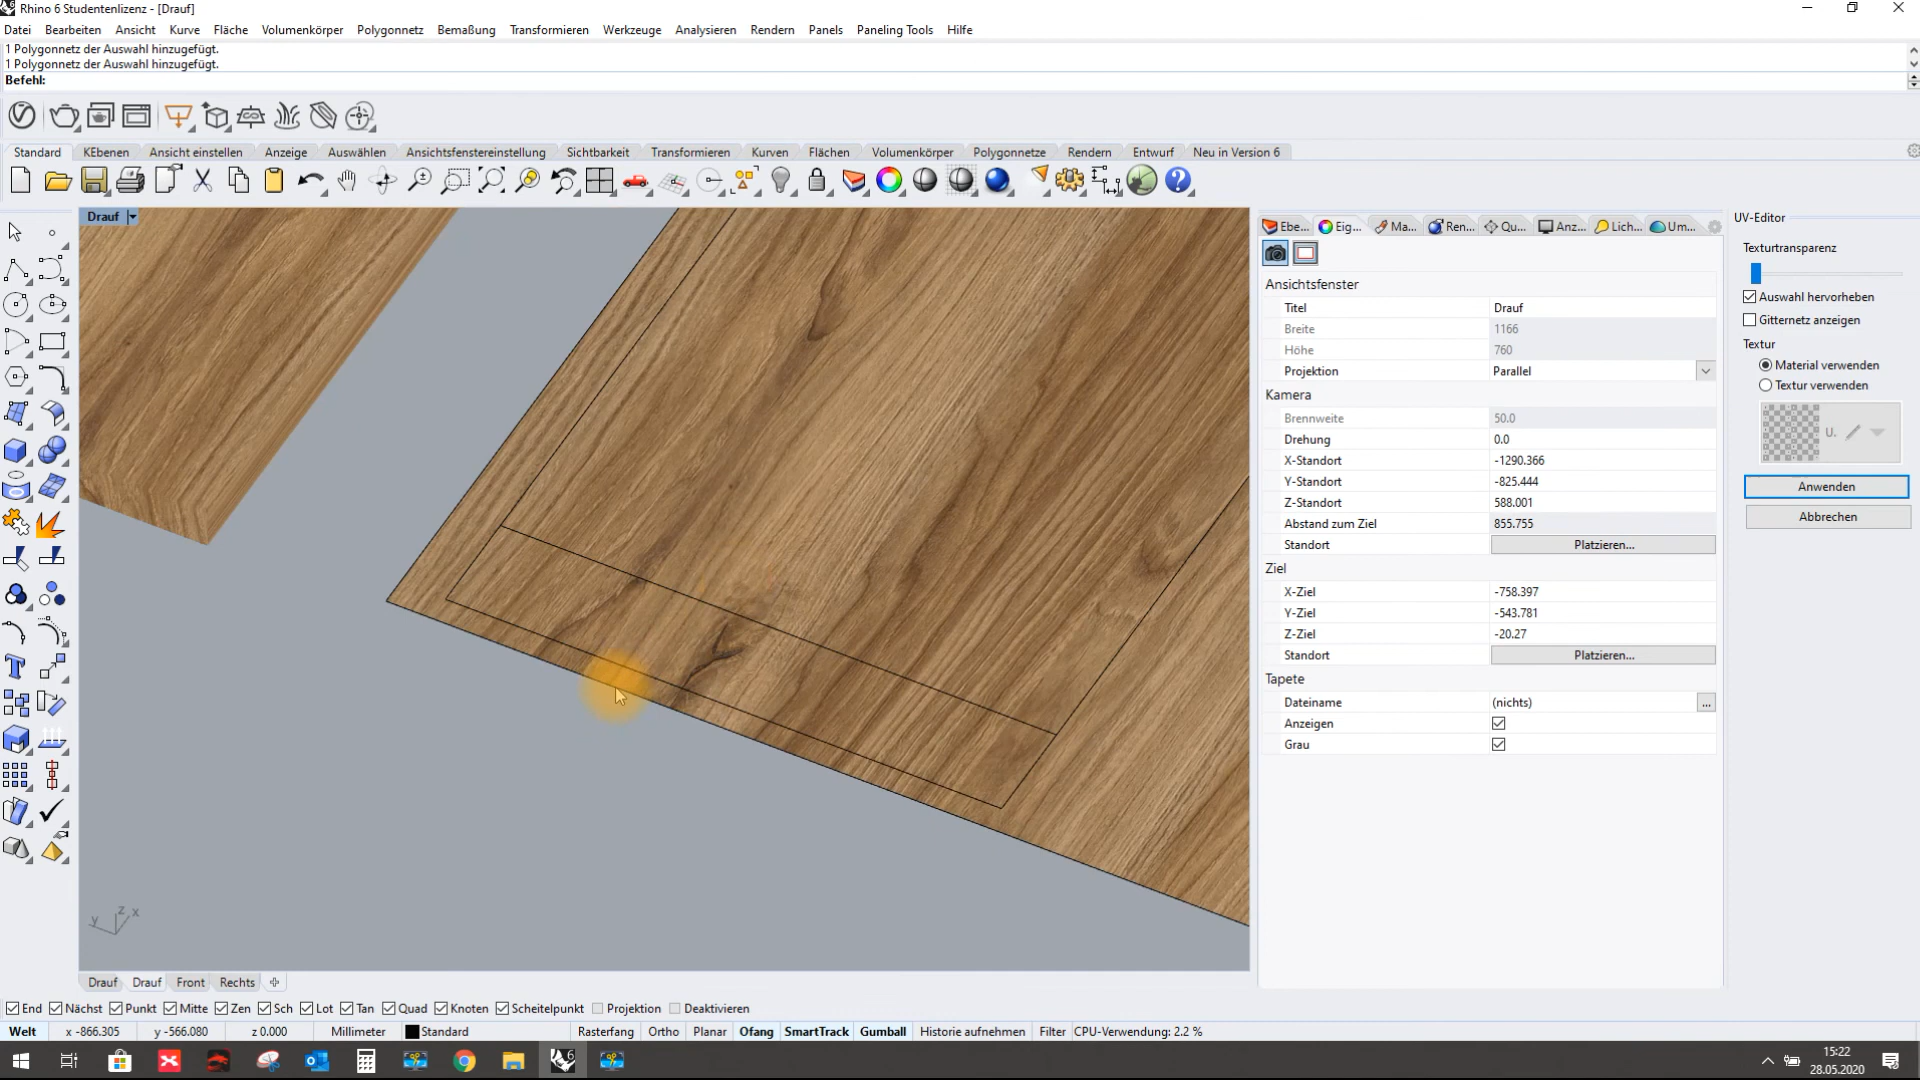 Rhino 6 Studentenlizenz - [Drauf]
Datei Bearbeiten Ansicht Kurve Fläche Volumenkörper Polygonnetz Bemaßung Transformieren Werkzeuge Analysieren Rendern Panels Paneling Tools Hilfe
1 Polygonnetz der Auswahl hinzugefügt.
1 Polygonnetz der Auswahl hinzugefügt.
Befehl:
Standard KEbenen Ansicht einstellen Anzeige Auswählen Ansichtsfenstereinstellung Sichtbarkeit Transformieren Kurven Flächen Volumenkörper Polygonnetze Rendern Entwurf Neu in Version 6
Drauf
Ebe... Eig... Ma... Ren... Qu... Anz... Lich... Um...
UV-Editor
Texturtransparenz
Auswahl hervorheben
Gitternetz anzeigen
Textur
Material verwenden
Textur verwenden
U.
Anwenden
Abbrechen
Ansichtsfenster
Titel Drauf
Breite 1166
Höhe 760
Projektion Parallel
Kamera
Brennweite 50.0
Drehung 0.0
X-Standort -1290.366
Y-Standort -825.444
Z-Standort 588.001
Abstand zum Ziel 855.755
Standort Platzieren...
Ziel
X-Ziel -758.397
Y-Ziel -543.781
Z-Ziel -20.27
Standort Platzieren...
Tapete
Dateiname (nichts) ...
Anzeigen
Grau
z x
y
Drauf Drauf Front Rechts
End Nächst Punkt Mitte Zen Sch Lot Tan Quad Knoten Scheitelpunkt Projektion Deaktivieren
Welt x -866.305 y -566.080 z 0.000 Millimeter Standard Rasterfang Ortho Planar Ofang SmartTrack Gumball Historie aufnehmen Filter CPU-Verwendung: 2.2 %
15:22
28.05.2020